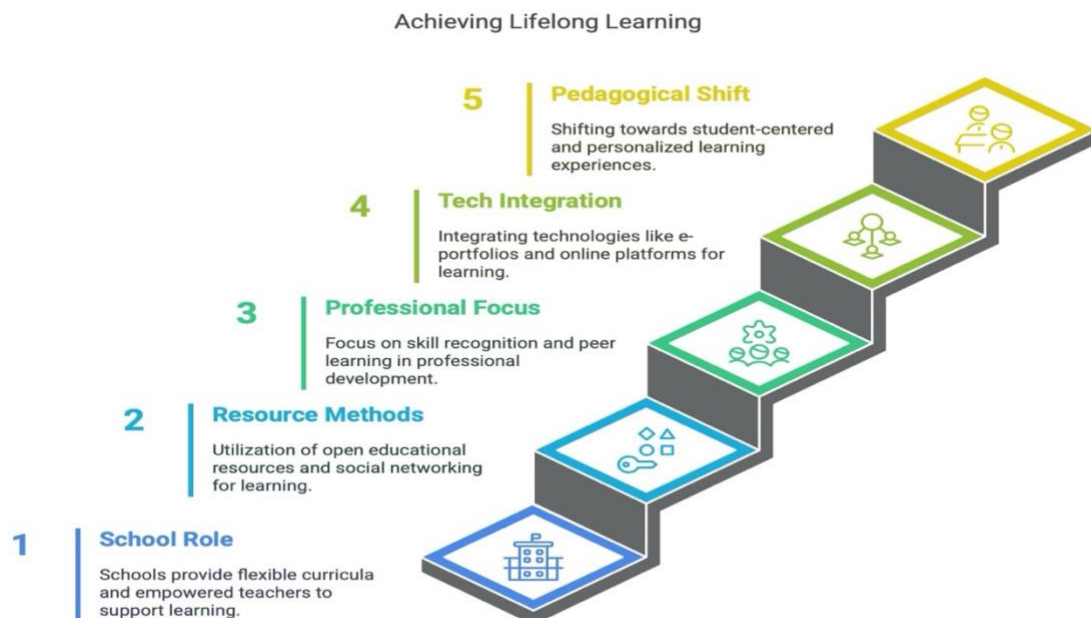 Achieving Lifelong Learning
5
Pedagogical Shift
Shifting towards student-centered
and personalized learning
experiences.
4
Tech Integration
Integrating technologies like e-
portfolios and online platforms for
learning.
3
Professional Focus
Focus on skill recognition and peer
learning in professional
development.
2
Resource Methods
Utilization of open educational
resources and social networking
for learning.
1
School Role
Schools provide flexible curricula
and empowered teachers to
support learning.